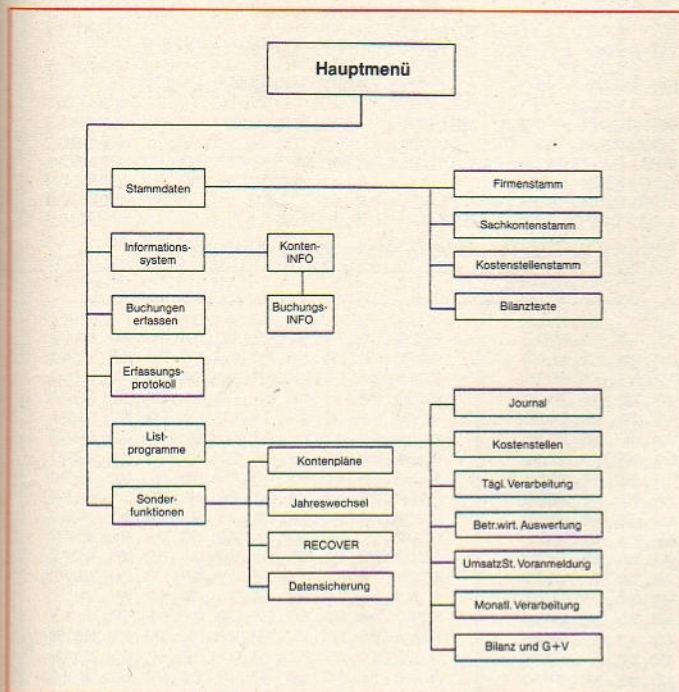 Hauptmenü
Stammdaten
Firmenstamm
Sachkontenstamm
Kostenstellenstamm
Bilanztexte
Informations-
system
Konten-
INFO
Buchungs-
INFO
Buchungen
erfassen
Erfassungs-
protokoll
List-
programme
Journal
Kostenstellen
Tägl. Verarbeitung
Betr.wirt. Auswertung
UmsatzSt. Voranmeldung
Monatl. Verarbeitung
Bilanz und G+V
Sonder-
funktionen
Kontenpläne
Jahreswechsel
RECOVER
Datensicherung